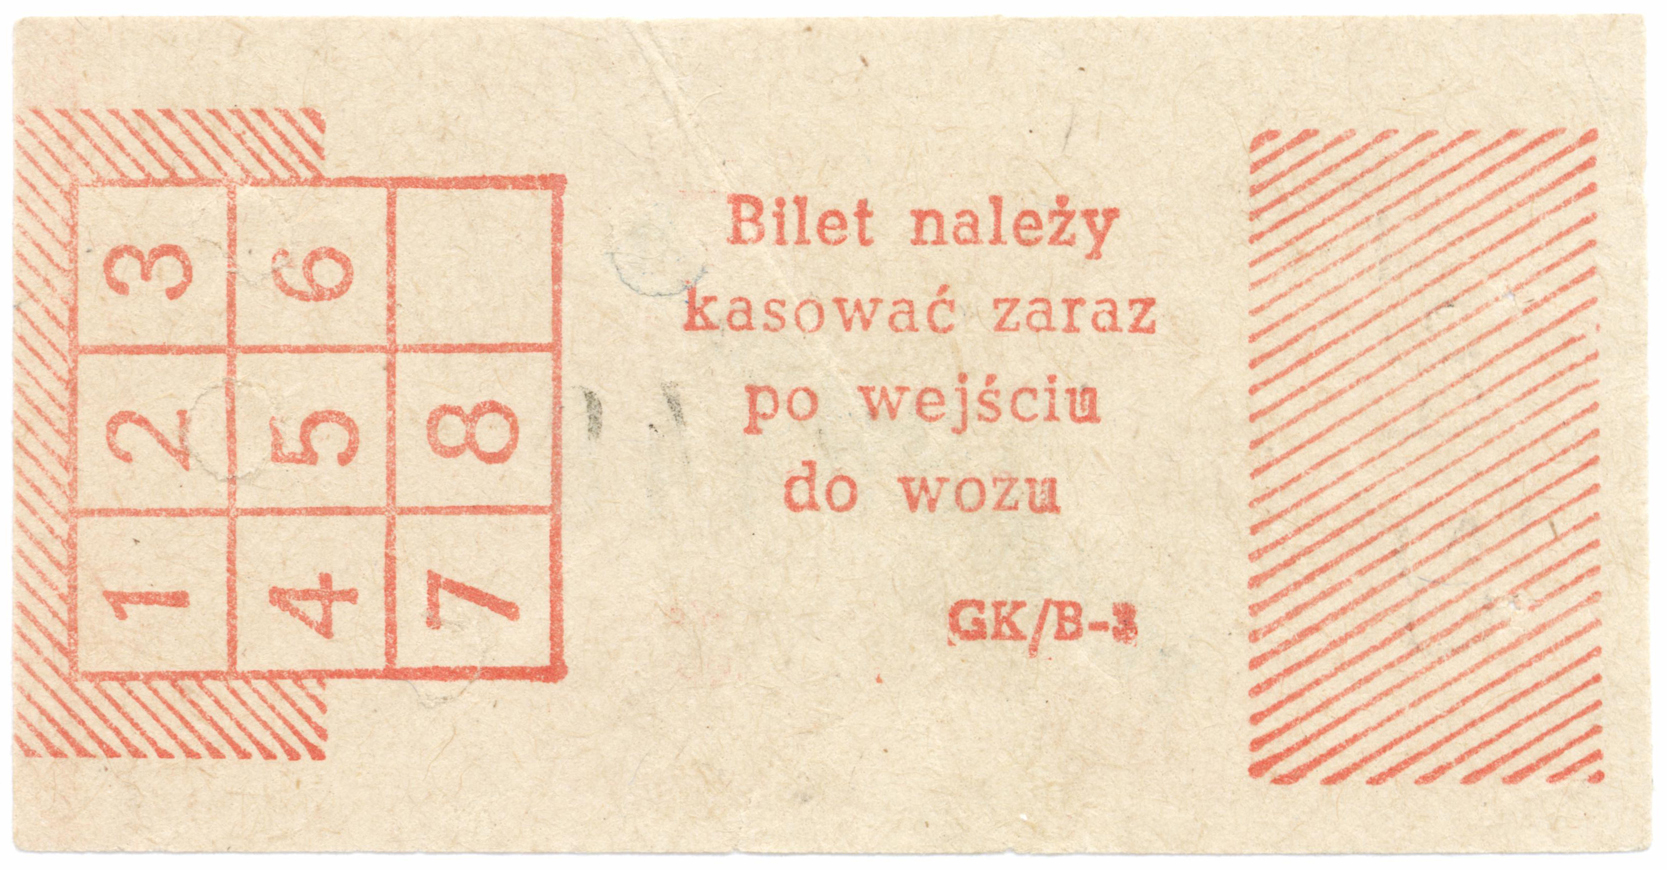 3 6
2 5 8
1 4 7
Bilet należy
kasować zaraz
po wejściu
do wozu
GK/B-3